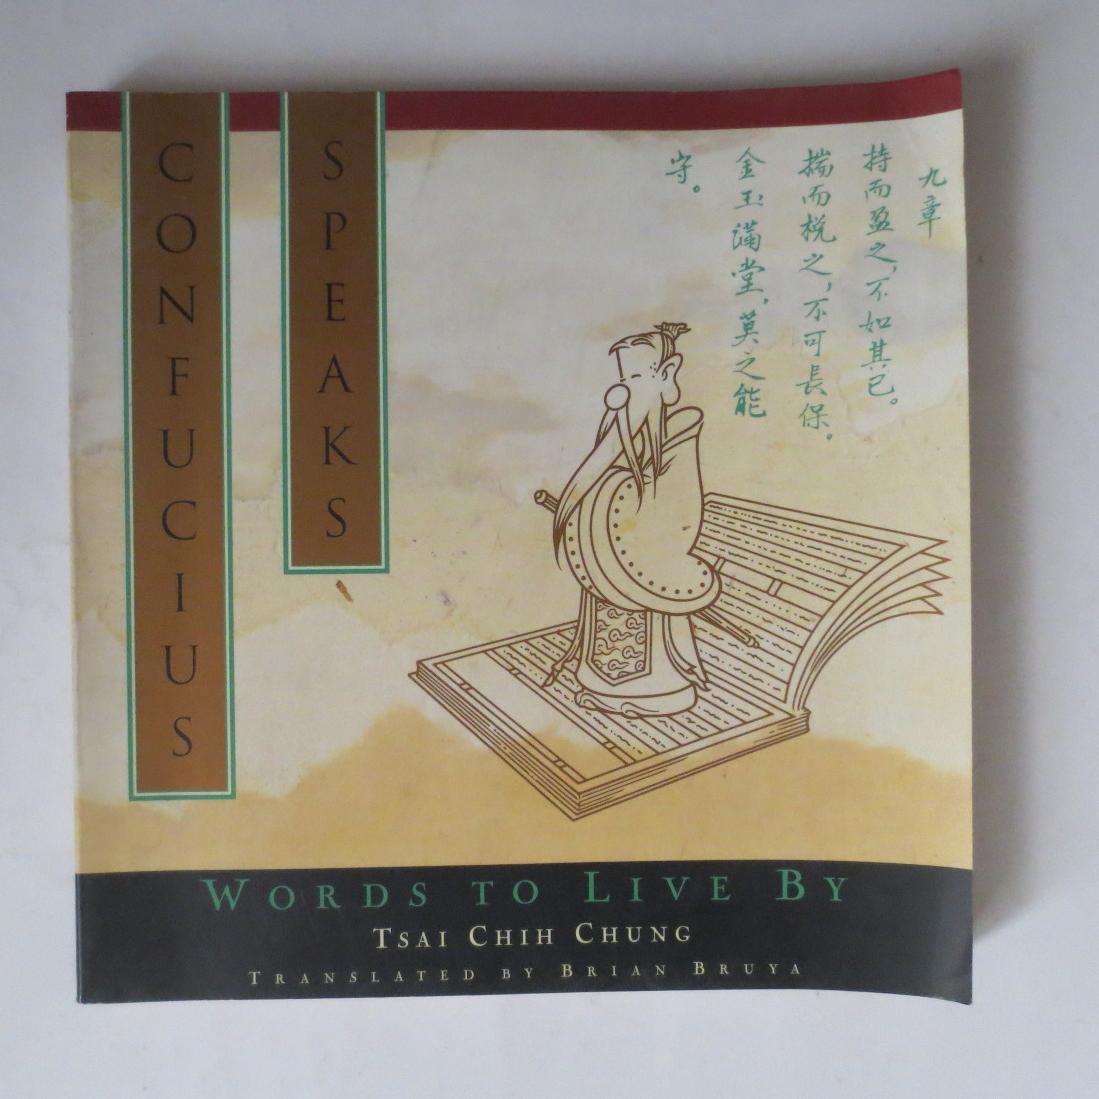 CONFUCIUS
SPEAKS
九章
持而盈之，不如其已。
揣而梲之，不可長保。
金玉滿堂，莫之能
守。
WORDS TO LIVE BY
TSAI CHIH CHUNG
TRANSLATED BY BRIAN BRUYA